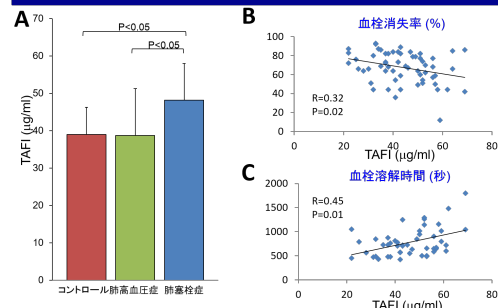 A
70
60
50
40
30
20
10
0
TAFI (μg/ml)
P<0.05
P<0.05
コントロール 肺高血圧症 肺塞栓症
B
血栓消失率 (%)
100
80
60
40
20
0
R=0.32
P=0.02
20 40 60 80
TAFI (μg/ml)
C
血栓溶解時間 (秒)
2000
1500
1000
500
0
R=0.45
P=0.01
0 20 40 60 80
TAFI (μg/ml)